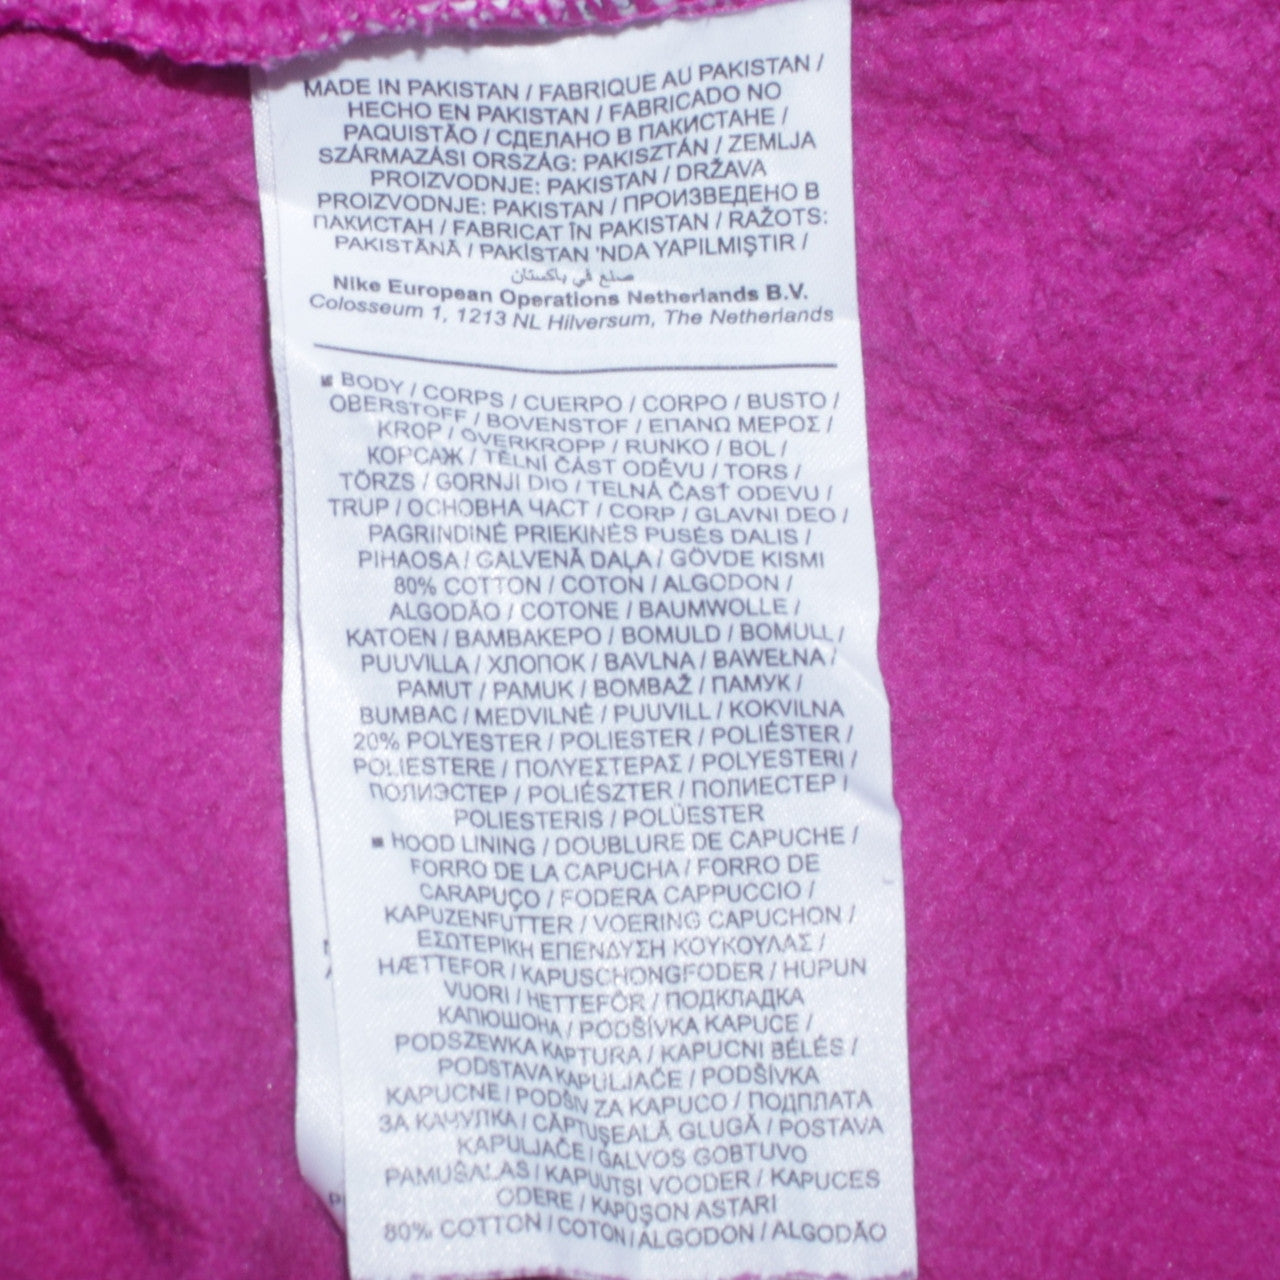 MADE IN PAKISTAN / FABRIQUE AU PAKISTAN /
HECHO EN PAKISTAN / FABRICADO NO
PAQUISTÃO / СДЕЛАНО В ПАКИСТАНЕ /
SZÁRMAZÁSI ORSZÁG: PAKISZTÁN / ZEMLJA
PROIZVODNJE: PAKISTAN / DRŽAVA
PROIZVODNJE: PAKISTAN / ПРОИЗВЕДЕНО В
ПАКИСТАН / FABRICAT ÎN PAKISTAN / RAŽOTS:
PAKISTĀNĀ / PAKİSTAN 'NDA YAPILMIŞTIR /
صنع في باكستان
Nike European Operations Netherlands B.V.
Colosseum 1, 1213 NL Hilversum, The Netherlands
BODY / CORPS / CUERPO / CORPO / BUSTO /
OBERSTOFF / BOVENSTOF / ΕΠΑΝΩ ΜΕΡΟΣ /
KROP / OVERKROPP / RUNKO / BOL /
КОРСАЖ / TĚLNÍ ČÁST ODĚVU / TORS /
TÖRZS / GORNJI DIO / TELNÁ ČASŤ ODEVU /
TRUP / ОСНОВНА ЧАСТ / CORP / GLAVNI DEO /
PAGRINDINĖ PRIEKINĖS PUSĖS DALIS /
PIHAOSA / GALVENĀ DAĻA / GÖVDE KISMI
80% COTTON / COTON / ALGODON /
ALGODÃO / COTONE / BAUMWOLLE /
KATOEN / ΒΑΜΒΑΚΕΡΟ / BOMULD / BOMULL /
PUUVILLA / ХЛОПОК / BAVLNA / BAWEŁNA /
PAMUT / PAMUK / BOMBAŽ / ПАМУК /
BUMBAC / MEDVILNĖ / PUUVILL / KOKVILNA
20% POLYESTER / POLIESTER / POLIÉSTER /
POLIESTERE / ΠΟΛΥΕΣΤΕΡΑΣ / POLYESTERI /
ПОЛИЭСТЕР / POLIÉSZTER / ПОЛИЕСТЕР /
POLIESTERIS / POLÜESTER
HOOD LINING / DOUBLURE DE CAPUCHE /
FORRO DE LA CAPUCHA / FORRO DE
CARAPUÇO / FODERA CAPPUCCIO /
KAPUZENFUTTER / VOERING CAPUCHON /
ΕΣΩΤΕΡΙΚΗ ΕΠΕΝΔΥΣΗ ΚΟΥΚΟΥΛΑΣ /
HÆTTEFOR / KAPUSCHONGFODER / HUPUN
VUORI / HETTEFÔR / ПОДКЛАДКА
КАПЮШОНА / PODŠÍVKA KAPUCE /
PODSZEWKA KAPTURA / KAPUCNI BÉLÉS /
PODSTAVA KAPULJAČE / PODŠÍVKA
KAPUCNE / PODŠIV ZA KAPUCO / ПОДПЛАТА
ЗА КАЧУЛКА / CĂPTUȘEALĂ GLUGĂ / POSTAVA
KAPULJAČE / GALVOS GOBTUVO
PAMUŠALAS / KAPUUTSI VOODER / KAPUCES
ODERE / KAPÜŞON ASTARI
80% COTTON / COTON / ALGODON / ALGODÃO